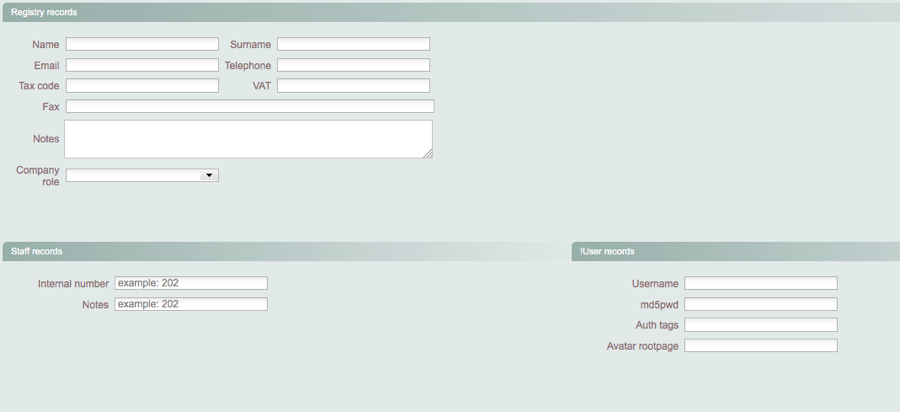 Registry records
Name Surname
Email Telephone
Tax code VAT
Fax
Notes
Company
role
Staff records !User records
Internal number example: 202 Username
Notes example: 202 md5pwd
Auth tags
Avatar rootpage